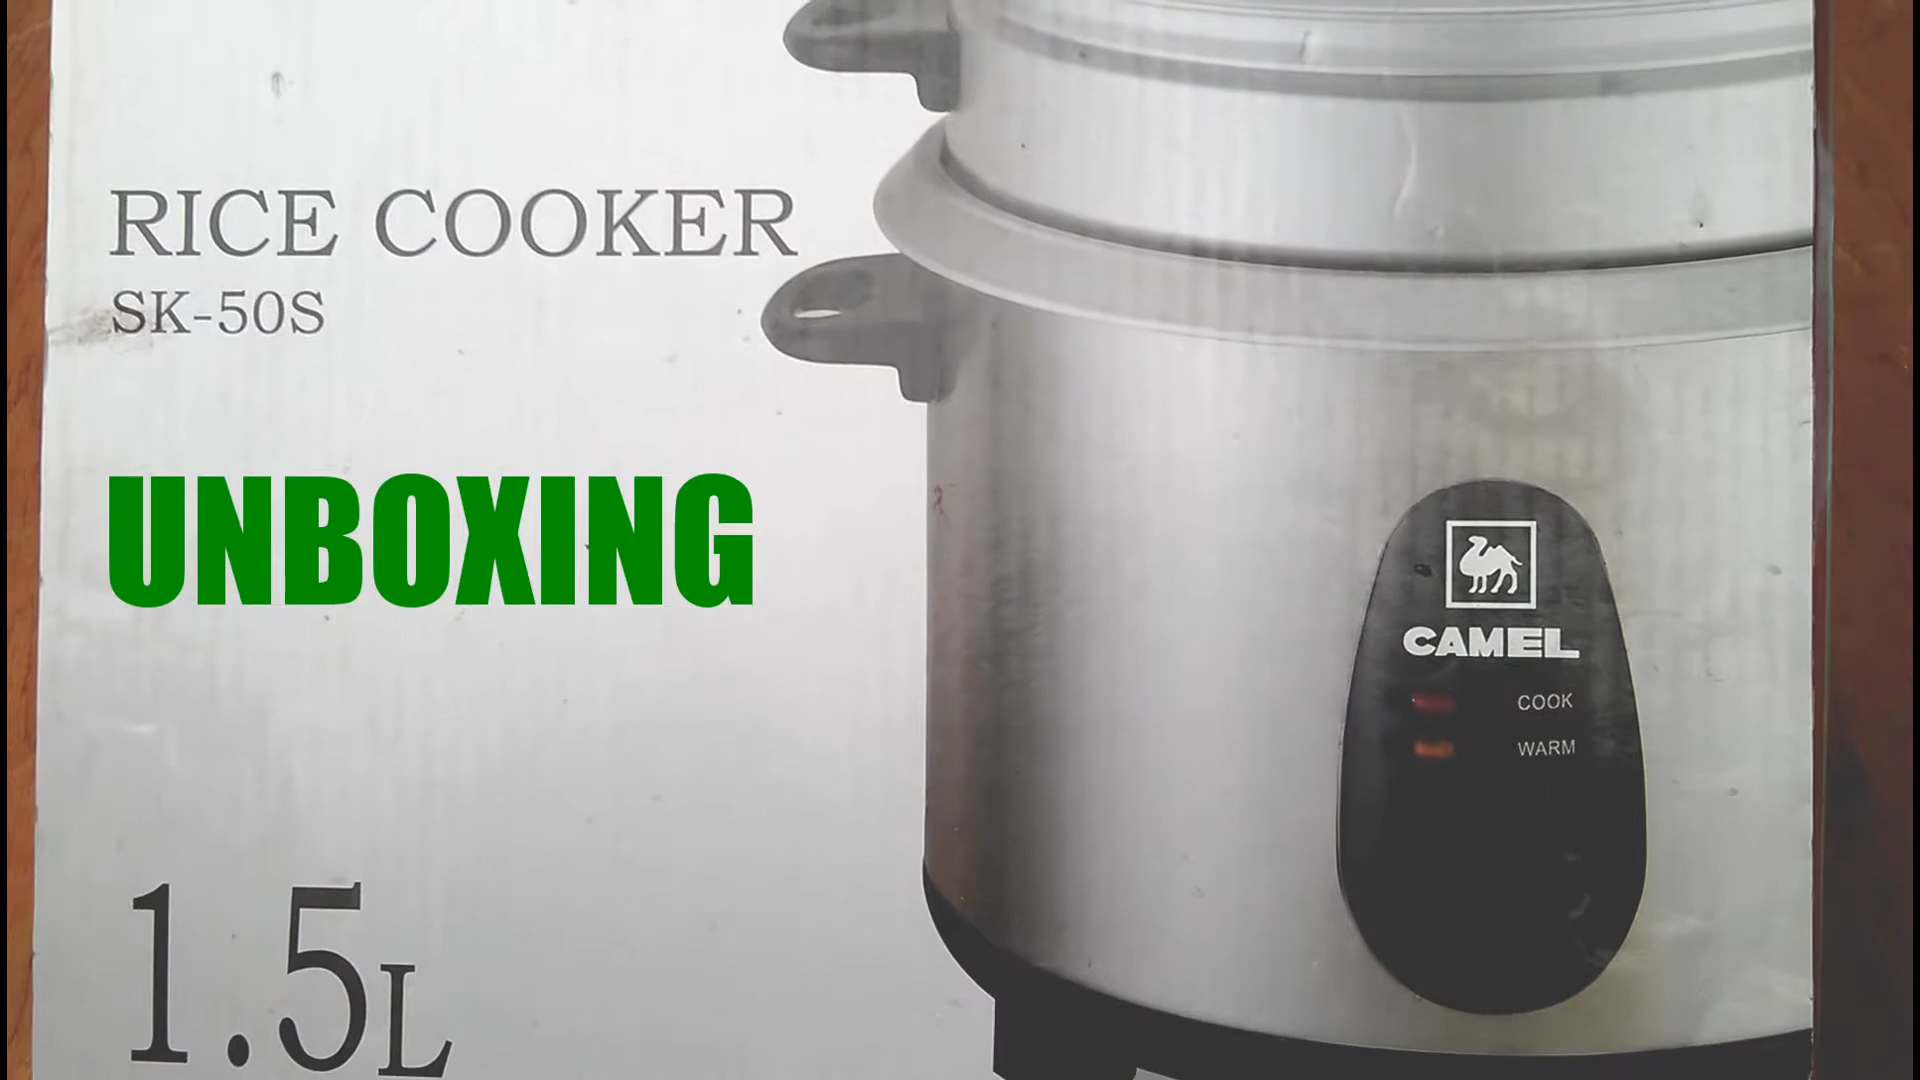 RICE COOKER
SK-50S
UNBOXING
1.5L
CAMEL
COOK
WARM